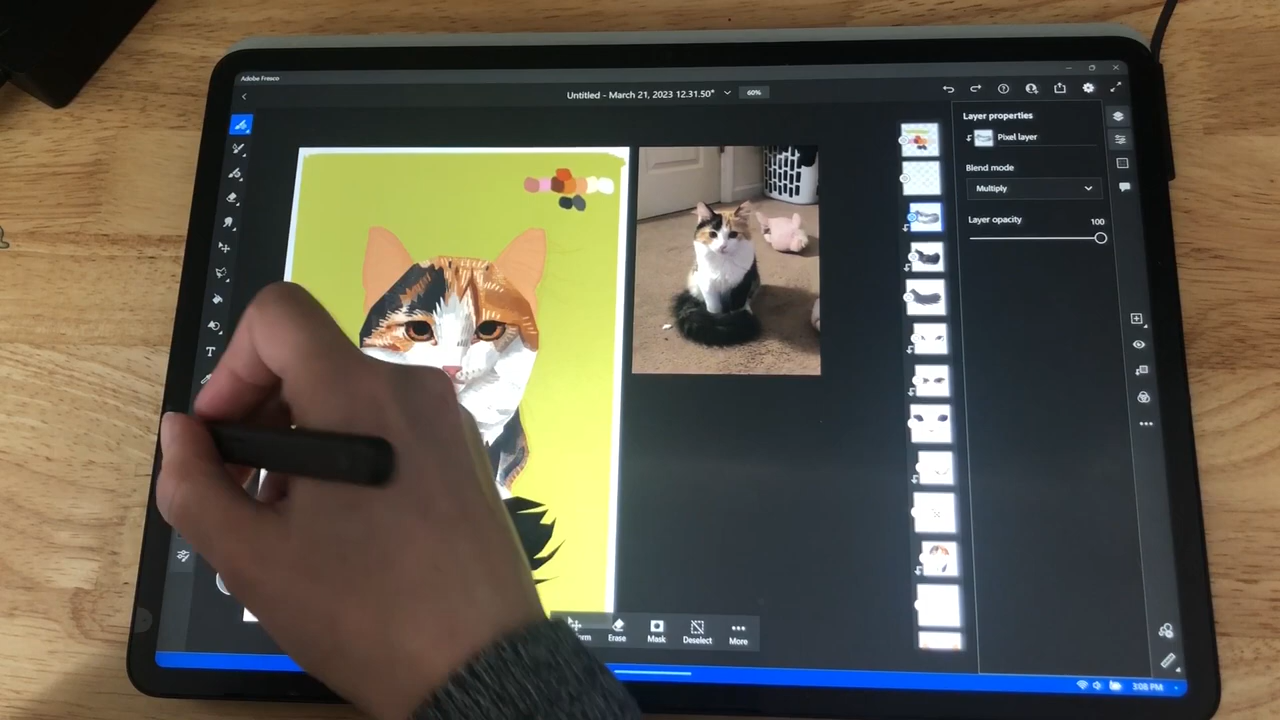 Adobe Fresco
Untitled - March 21, 2023 12.31.50*
60%
Layer properties
Pixel layer
Blend mode
Multiply
Layer opacity
100
T
Erase
Mask
Deselect
More
3:08 PM